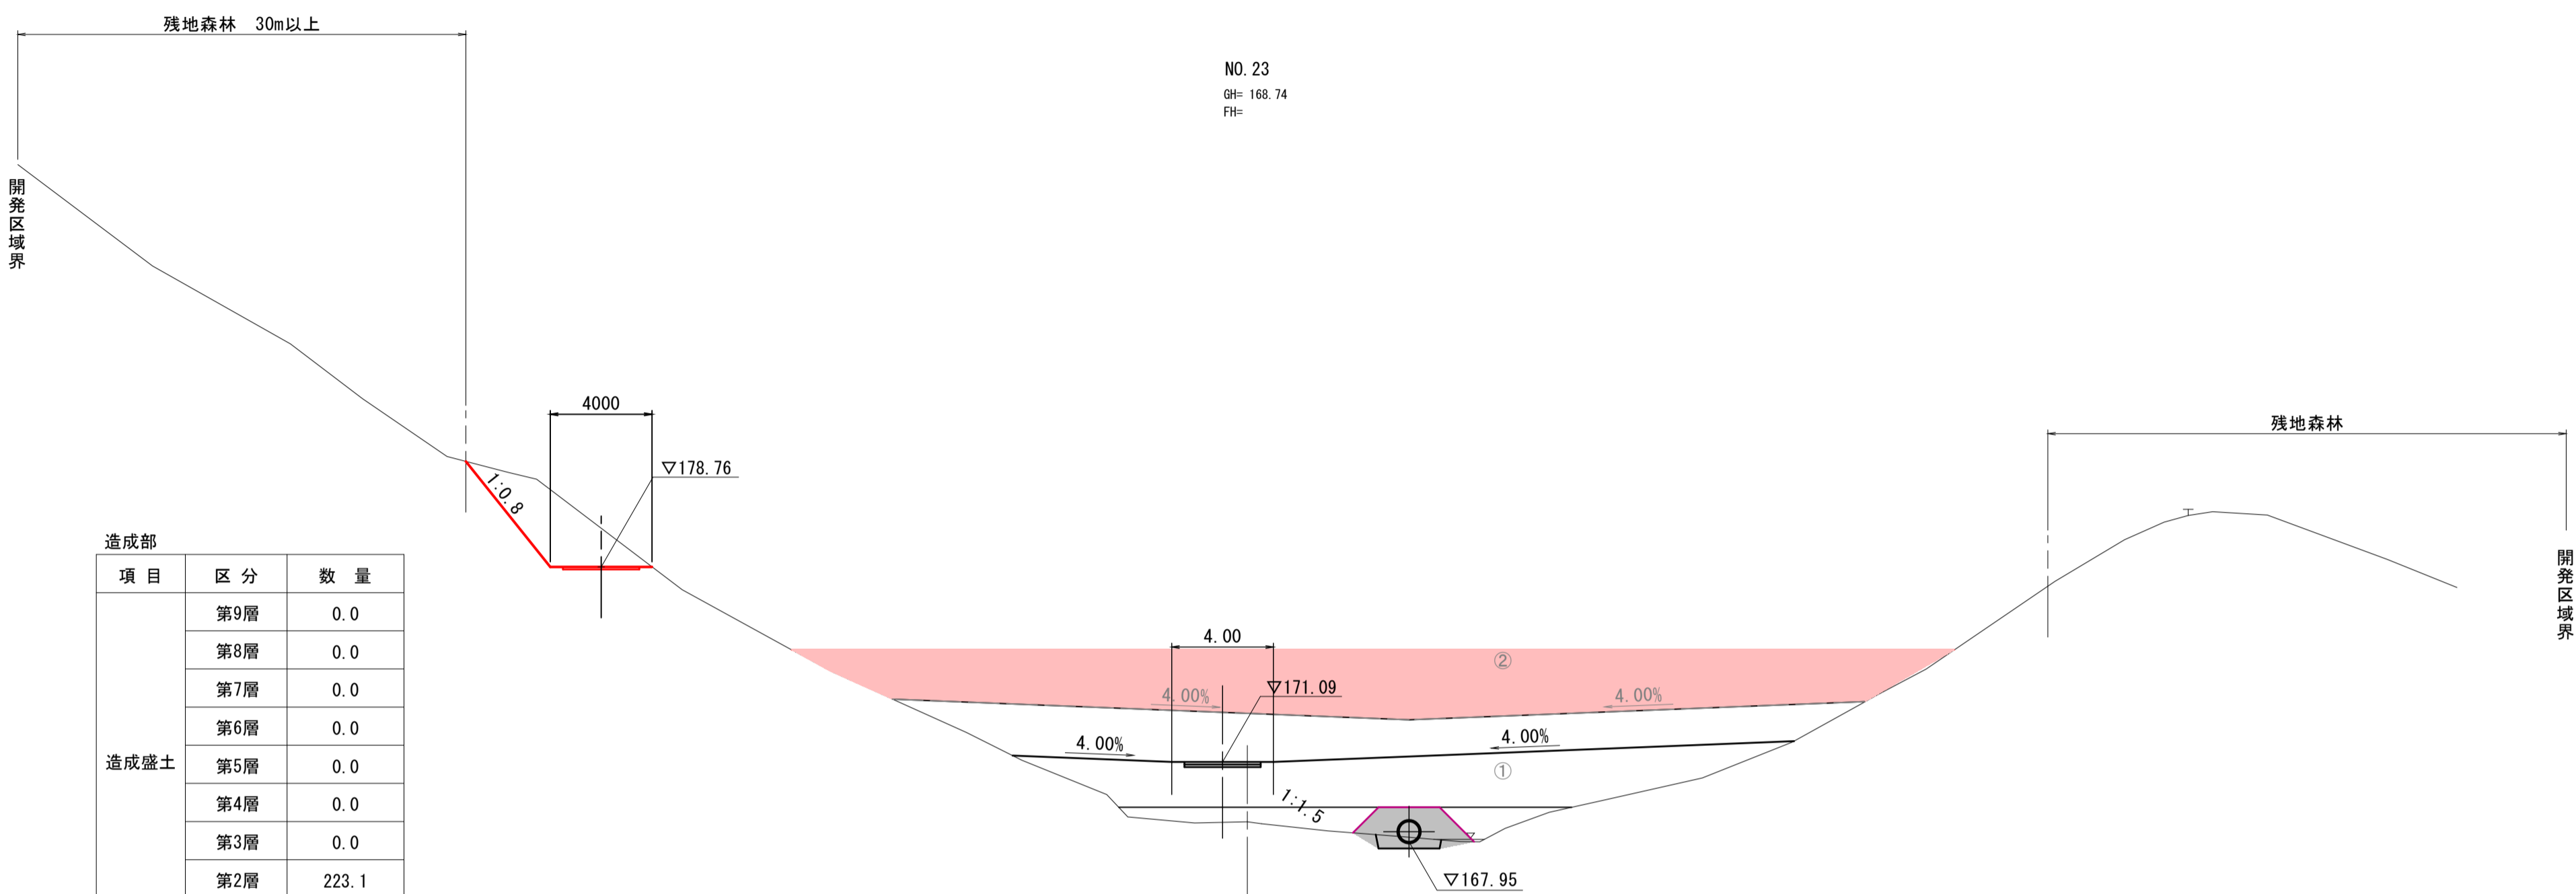 残地森林　30m以上
NO. 23
GH= 168. 74
FH=
開発区域界
4000
▽178. 76
1:0. 8
残地森林
開発区域界
造成部
項 目 区 分 数　量
造成盛土
第9層 0. 0
第8層 0. 0
第7層 0. 0
第6層 0. 0
第5層 0. 0
第4層 0. 0
第3層 0. 0
第2層 223. 1
4. 00
②
4. 00%
▽171. 09
4. 00%
4. 00%
4. 00%
①
1:1. 5
▽167. 95